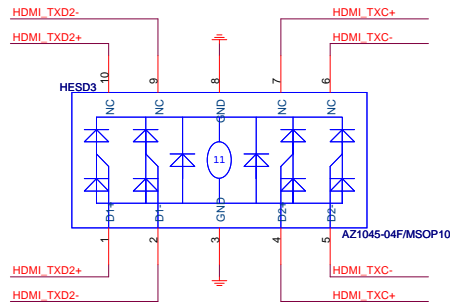 HDMI_TXD2-
HDMI_TXC+
HDMI_TXD2+
HDMI_TXC-
10
9
8
7
6
HESD3
NC
NC
GND
NC
NC
11
D1+
D1-
GND
D2+
D2-
AZ1045-04F/MSOP10
1
2
3
4
5
HDMI_TXD2+
HDMI_TXC-
HDMI_TXD2-
HDMI_TXC+